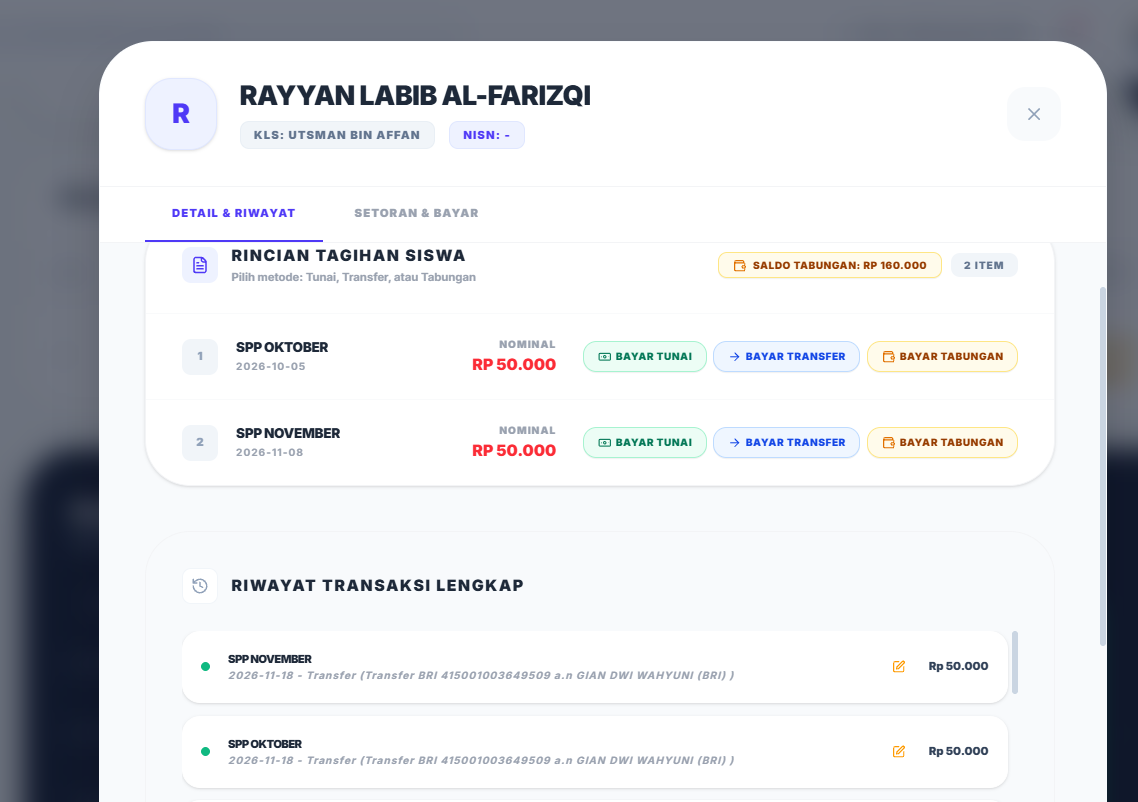 R
RAYYAN LABIB AL-FARIZQI
KLS: UTSMAN BIN AFFAN
NISN: -
DETAIL & RIWAYAT
SETORAN & BAYAR
RINCIAN TAGIHAN SISWA
Pilih metode: Tunai, Transfer, atau Tabungan
SALDO TABUNGAN: RP 160.000
2 ITEM
1
SPP OKTOBER
2026-10-05
NOMINAL
RP 50.000
BAYAR TUNAI
BAYAR TRANSFER
BAYAR TABUNGAN
2
SPP NOVEMBER
2026-11-08
NOMINAL
RP 50.000
BAYAR TUNAI
BAYAR TRANSFER
BAYAR TABUNGAN
RIWAYAT TRANSAKSI LENGKAP
SPP NOVEMBER
2026-11-18 - Transfer (Transfer BRI 415001003649509 a.n GIAN DWI WAHYUNI (BRI) )
Rp 50.000
SPP OKTOBER
2026-11-18 - Transfer (Transfer BRI 415001003649509 a.n GIAN DWI WAHYUNI (BRI) )
Rp 50.000